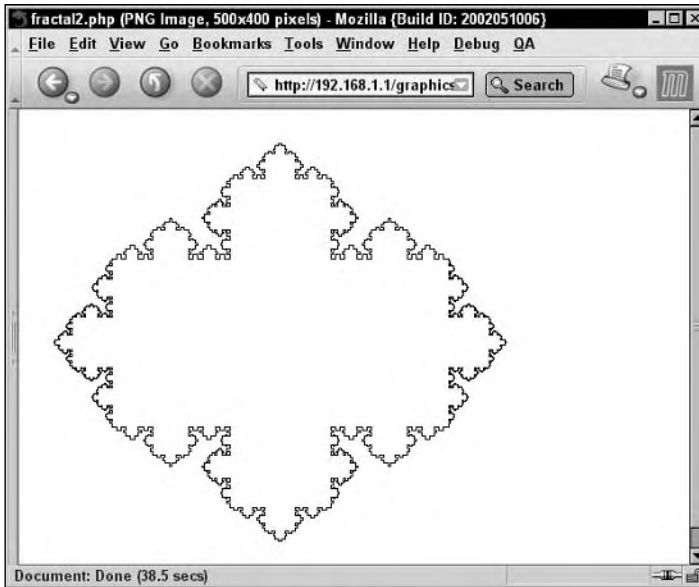 fractal2.php (PNG Image, 500x400 pixels) - Mozilla {Build ID: 2002051006}
File Edit View Go Bookmarks Tools Window Help Debug QA
http://192.168.1.1/graphics Search
Document: Done (38.5 secs)